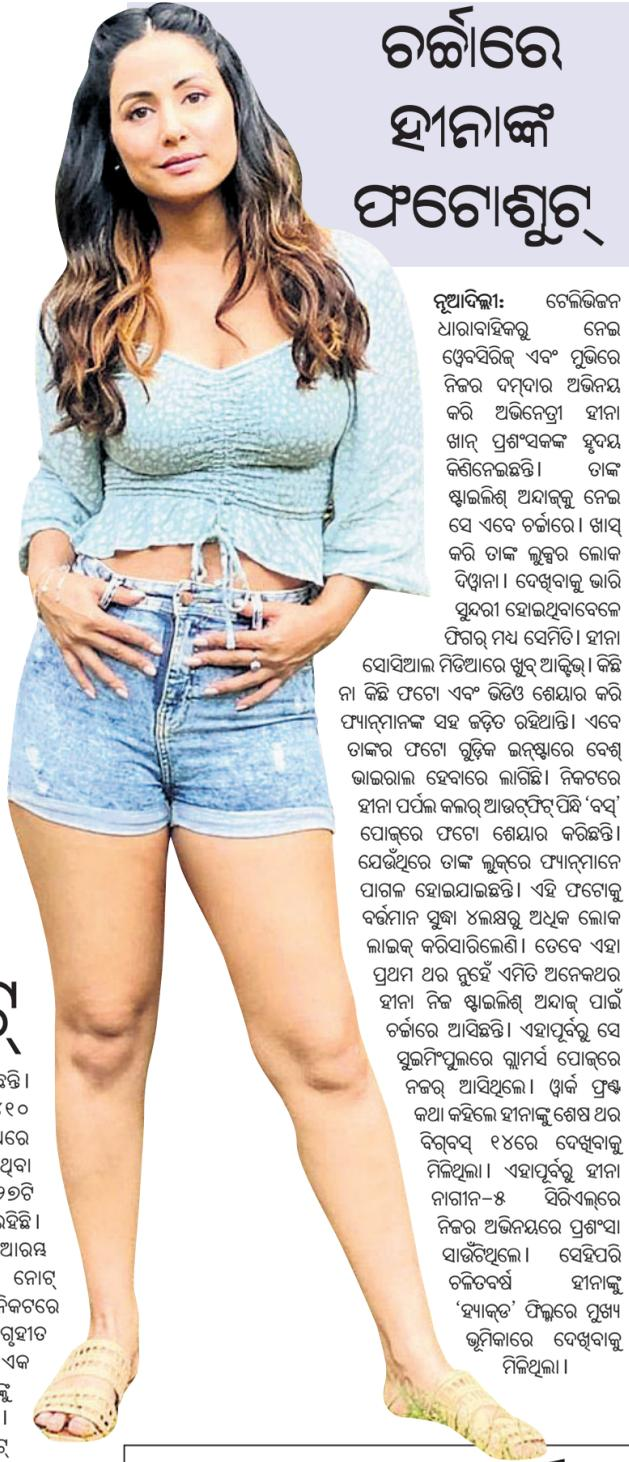 ଚର୍ଚ୍ଚାରେ
ହୀନାଙ୍କ
ଫଟୋଶୁଟ୍
ନୂଆଦିଲ୍ଲୀ: ଟେଲିଭିଜନ
ଧାରାବାହିକରୁ ନେଇ
ୱେବସିରିଜ୍ ଏବଂ ମୁଭିରେ
ନିଜର ଦମ୍‌ଦାର ଅଭିନୟ
କରି ଅଭିନେତ୍ରୀ ହୀନା
ଖାନ୍ ପ୍ରଶଂସକଙ୍କ ହୃଦୟ
କିଣିନେଇଛନ୍ତି। ତାଙ୍କ
ଷ୍ଟାଇଲିଶ୍ ଅନ୍ଦାଜ୍‌କୁ ନେଇ
ସେ ଏବେ ଚର୍ଚ୍ଚାରେ। ଖାସ୍
କରି ତାଙ୍କ ଲୁକ୍ସର ଲୋକ
ଦିୱାନା। ଦେଖିବାକୁ ଭାରି
ସୁନ୍ଦରୀ ହୋଇଥିବାବେଳେ
ଫିଗର୍ ମଧ୍ୟ ସେମିତି। ହୀନା
ସୋସିଆଲ ମିଡିଆରେ ଖୁବ୍ ଆକ୍ଟିଭ୍। କିଛି
ନା କିଛି ଫଟୋ ଏବଂ ଭିଡିଓ ଶେୟାର କରି
ଫ୍ୟାନ୍‌ମାନଙ୍କ ସହ ଜଡ଼ିତ ରହିଥାନ୍ତି। ଏବେ
ତାଙ୍କର ଫଟୋ ଗୁଡ଼ିକ ଇନ୍‌ଷ୍ଟାରେ ବେଶ୍
ଭାଇରାଲ ହେବାରେ ଲାଗିଛି। ନିକଟରେ
ହୀନା ପର୍ପଲ କଲର୍ ଆଉଟ୍‌ଫିଟ୍ ପିନ୍ଧି ‘ବସ୍’
ପୋଜ୍‌ରେ ଫଟୋ ଶେୟାର କରିଛନ୍ତି।
ଯେଉଁଥିରେ ତାଙ୍କ ଲୁକ୍‌ରେ ଫ୍ୟାନ୍‌ମାନେ
ପାଗଳ ହୋଇଯାଇଛନ୍ତି। ଏହି ଫଟୋକୁ
ବର୍ତ୍ତମାନ ସୁଦ୍ଧା ୪ଲକ୍ଷରୁ ଅଧିକ ଲୋକ
ଲାଇକ୍ କରିସାରିଲେଣି। ତେବେ ଏହା
ପ୍ରଥମ ଥର ନୁହେଁ ଏମିତି ଅନେକଥର
ହୀନା ନିଜ ଷ୍ଟାଇଲିଶ୍ ଅନ୍ଦାଜ୍ ପାଇଁ
ଚର୍ଚ୍ଚାରେ ଆସିଛନ୍ତି। ଏହାପୂର୍ବରୁ ସେ
ସୁଇମିଂପୁଲରେ ଗ୍ଲାମର୍ସ ପୋଜ୍‌ରେ
ନଜର୍ ଆସିଥିଲେ। ୱାର୍କ ଫ୍ରଣ୍ଟ
କଥା କହିଲେ ହୀନାଙ୍କୁ ଶେଷ ଥର
ବିଗ୍‌ବସ୍ ୧୪ରେ ଦେଖିବାକୁ
ମିଳିଥିଲା। ଏହାପୂର୍ବରୁ ହୀନା
ନାଗୀନ-୫ ସିରିଏଲ୍‌ରେ
ନିଜର ଅଭିନୟରେ ପ୍ରଶଂସା
ସାଉଁଟିଥିଲେ। ସେହିପରି
ଚଳିତବର୍ଷ ହୀନାଙ୍କୁ
‘ହ୍ୟାକ୍‌ଡ’ ଫିଲ୍ମରେ ମୁଖ୍ୟ
ଭୂମିକାରେ ଦେଖିବାକୁ
ମିଳିଥିଲା।
ଆରମ୍ଭ
ନୋଟ୍
ନିକଟରେ
ଗୃହୀତ
ଏକ